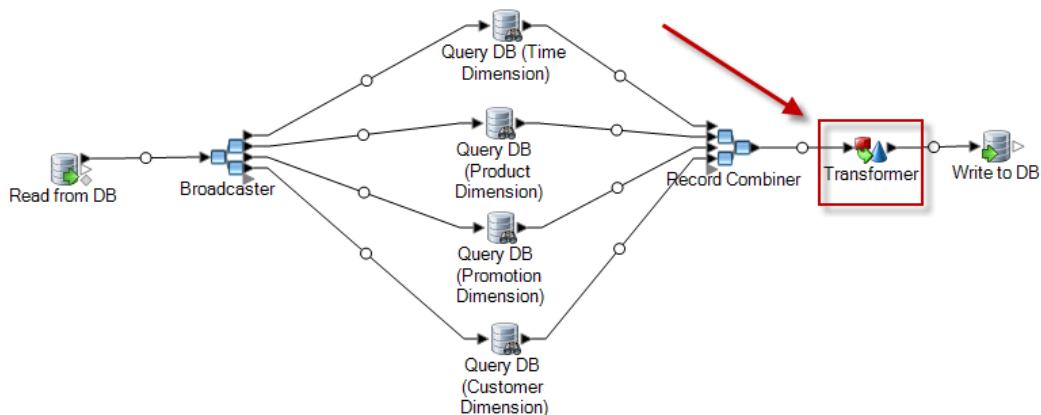 Read from DB
Broadcaster
Query DB (Time
Dimension)
Query DB
(Product
Dimension)
Query DB
(Promotion
Dimension)
Query DB
(Customer
Dimension)
Record Combiner
Transformer
Write to DB